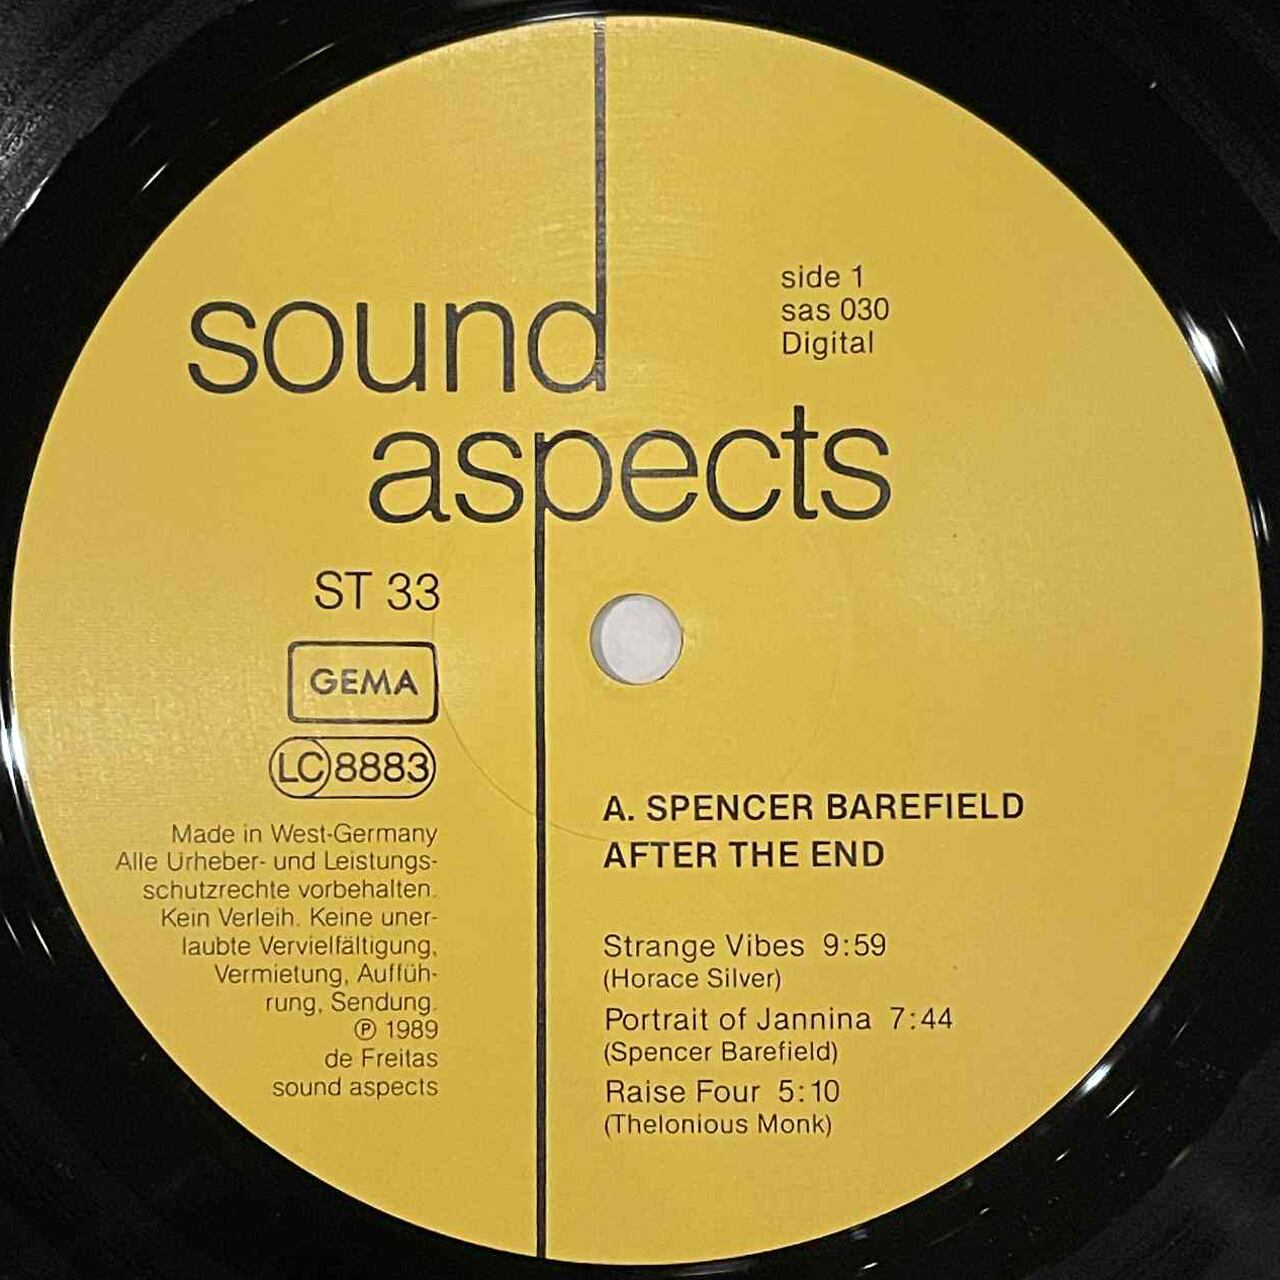 sound
aspects
side 1
sas 030
Digital
ST 33
GEMA
LC 8883
Made in West-Germany
Alle Urheber- und Leistungs-
schutzrechte vorbehalten.
Kein Verleih. Keine uner-
laubte Vervielfältigung,
Vermietung, Auffüh-
rung, Sendung.
℗ 1989
de Freitas
sound aspects
A. SPENCER BAREFIELD
AFTER THE END
Strange Vibes 9:59
(Horace Silver)
Portrait of Jannina 7:44
(Spencer Barefield)
Raise Four 5:10
(Thelonious Monk)